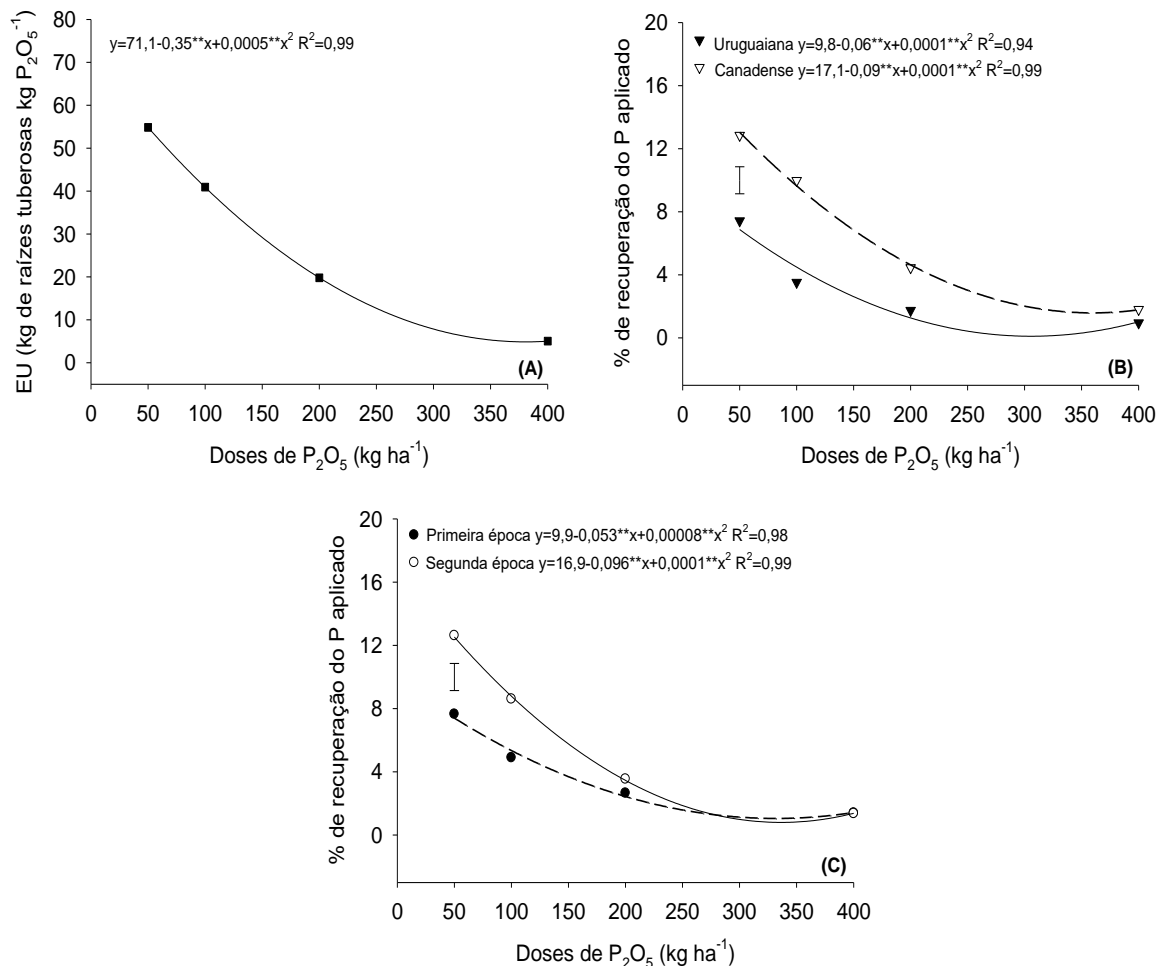 EU (kg de raízes tuberosas kg P₂O₅⁻¹)
80
70
60
50
40
30
20
10
0
y=71,1-0,35**x+0,0005**x² R²=0,99
(A)
0 50 100 150 200 250 300 350 400
Doses de P₂O₅ (kg ha⁻¹)
% de recuperação do P aplicado
20
16
12
8
4
0
Uruguaiana y=9,8-0,06**x+0,0001**x² R²=0,94
Canadense y=17,1-0,09**x+0,0001**x² R²=0,99
(B)
0 50 100 150 200 250 300 350 400
Doses de P₂O₅ (kg ha⁻¹)
% de recuperação do P aplicado
20
16
12
8
4
0
Primeira época y=9,9-0,053**x+0,00008**x² R²=0,98
Segunda época y=16,9-0,096**x+0,0001**x² R²=0,99
(C)
0 50 100 150 200 250 300 350 400
Doses de P₂O₅ (kg ha⁻¹)